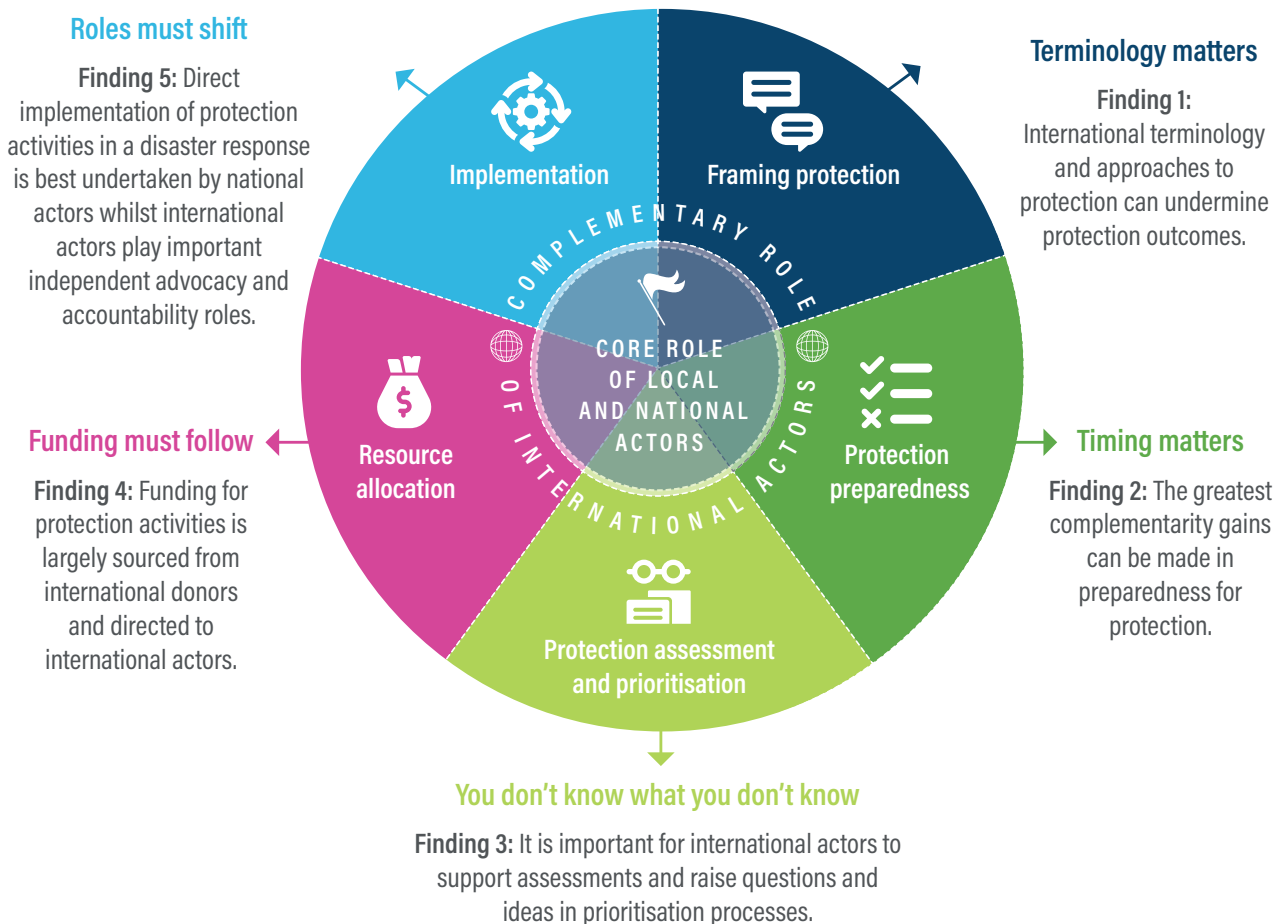 Roles must shift
Finding 5: Direct
implementation of protection
activities in a disaster response
is best undertaken by national
actors whilst international
actors play important
independent advocacy and
accountability roles.
Implementation
Framing protection
Terminology matters
Finding 1:
International terminology
and approaches to
protection can undermine
protection outcomes.
COMPLEMENTARY ROLE
OF INTERNATIONAL ACTORS
CORE ROLE
OF LOCAL
AND NATIONAL
ACTORS
Funding must follow
Finding 4: Funding for
protection activities is
largely sourced from
international donors
and directed to
international actors.
$
Resource
allocation
Protection
preparedness
Timing matters
Finding 2: The greatest
complementarity gains
can be made in
preparedness for
protection.
Protection assessment
and prioritisation
You don't know what you don't know
Finding 3: It is important for international actors to
support assessments and raise questions and
ideas in prioritisation processes.